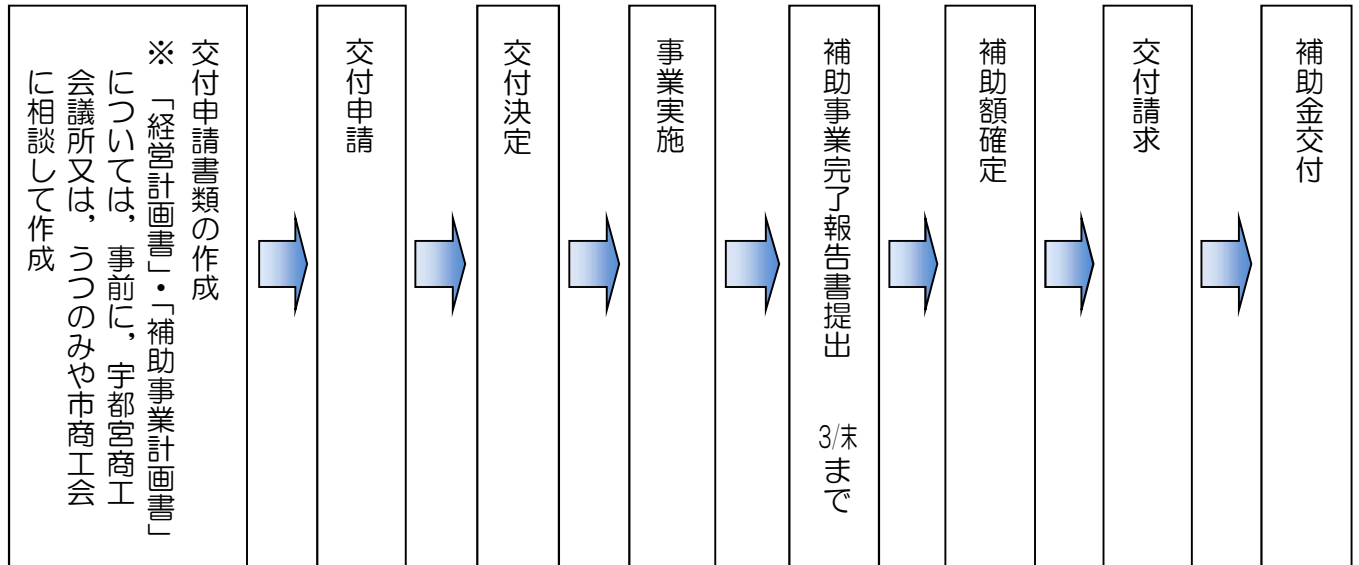 交付申請書類の作成
※ 「経営計画書」・「補助事業計画書」
については，事前に，宇都宮商工
会議所又は，うつのみや市商工会
に相談して作成
交付申請
交付決定
事業実施
補助事業完了報告書提出 3/末まで
補助額確定
交付請求
補助金交付